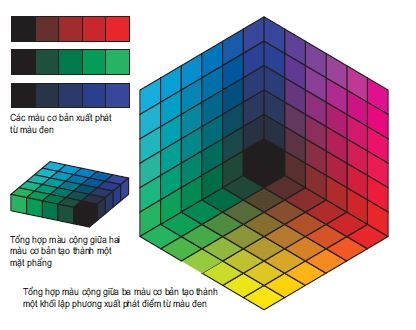 Các màu cơ bản xuất phát
từ màu đen
Tổng hợp màu cộng giữa hai
màu cơ bản tạo thành một
mặt phẳng
Tổng hợp màu cộng giữa ba màu cơ bản tạo thành
một khối lập phương xuất phát điểm từ màu đen